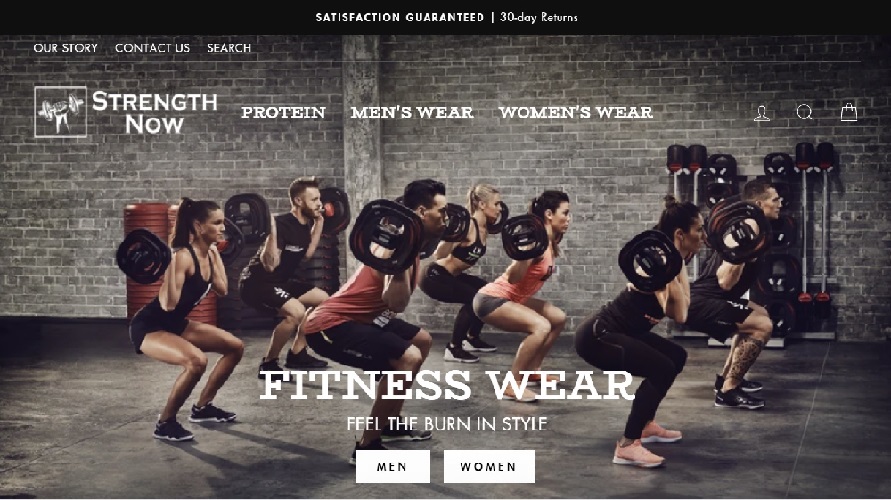 SATISFACTION GUARANTEED | 30-day Returns
OUR STORY CONTACT US SEARCH
STRENGTH NOW
PROTEIN MEN'S WEAR WOMEN'S WEAR
FITNESS WEAR
FEEL THE BURN IN STYLE
MEN WOMEN